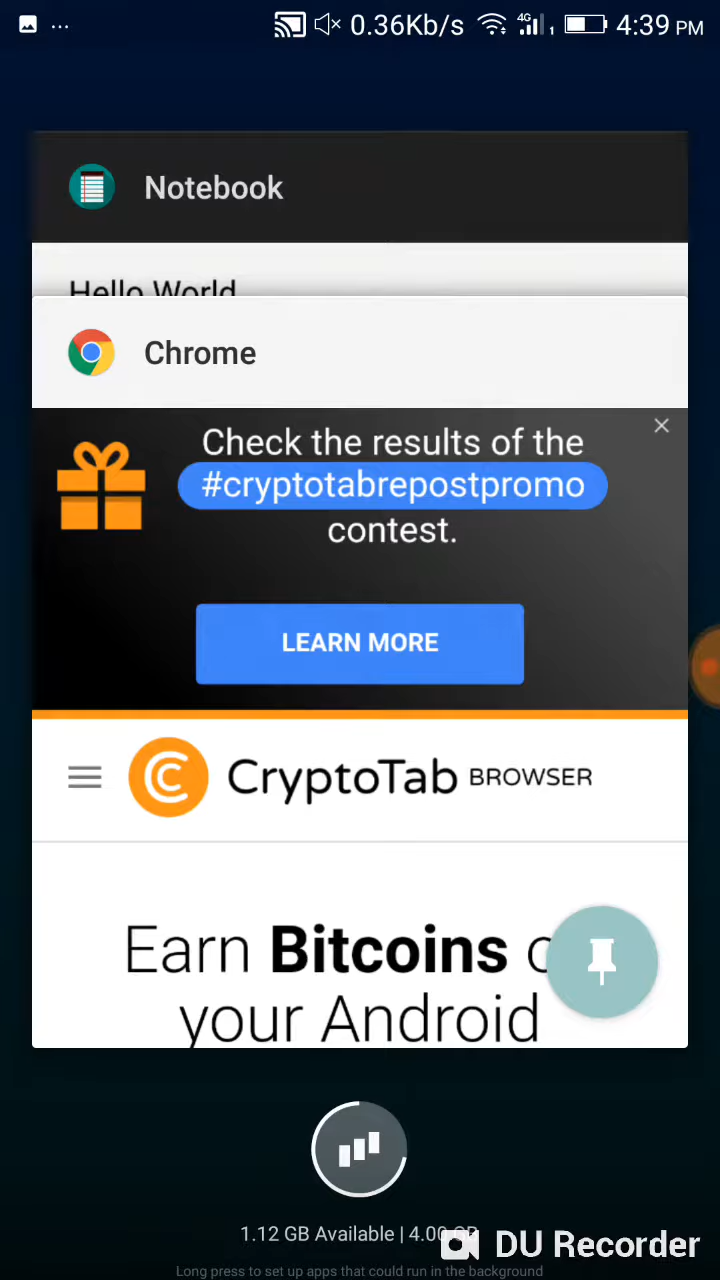 ... 0.36Kb/s 4G 1 4:39 PM
Notebook
Hello World
Chrome
Check the results of the
#cryptotabrepostpromo
contest.
LEARN MORE
CryptoTab BROWSER
Earn Bitcoins
your Android
1.12 GB Available | 4.00 GB
DU Recorder
Long press to set up apps that could run in the background